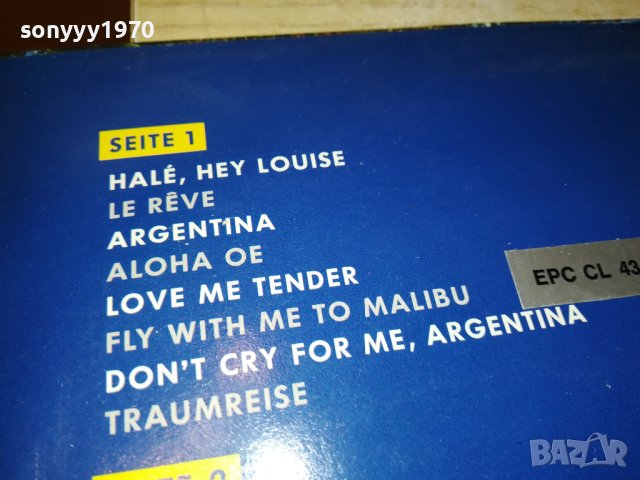 sonyyy1970
SEITE 1
HALÉ, HEY LOUISE
LE RÊVE
ARGENTINA
ALOHA OE
LOVE ME TENDER
FLY WITH ME TO MALIBU
DON'T CRY FOR ME, ARGENTINA
TRAUMREISE
EPC CL 43
BAZAR